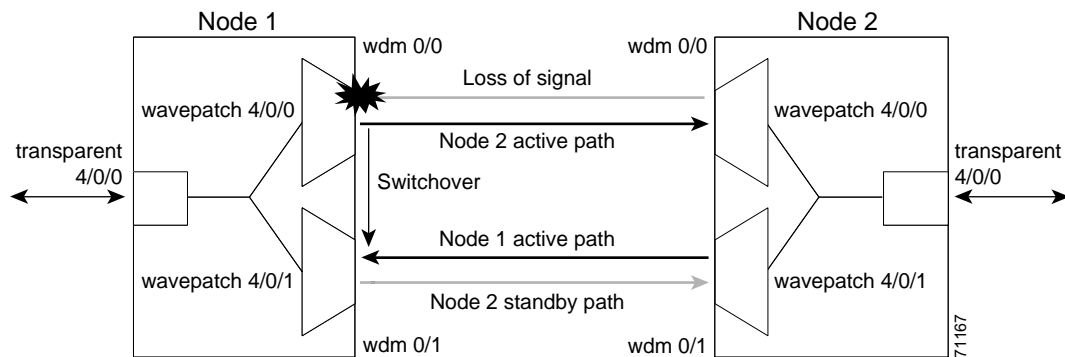 Node 1
Node 2
wdm 0/0
wdm 0/0
Loss of signal
wavepatch 4/0/0
wavepatch 4/0/0
Node 2 active path
transparent
4/0/0
transparent
4/0/0
Switchover
Node 1 active path
wavepatch 4/0/1
wavepatch 4/0/1
Node 2 standby path
wdm 0/1
wdm 0/1
71167